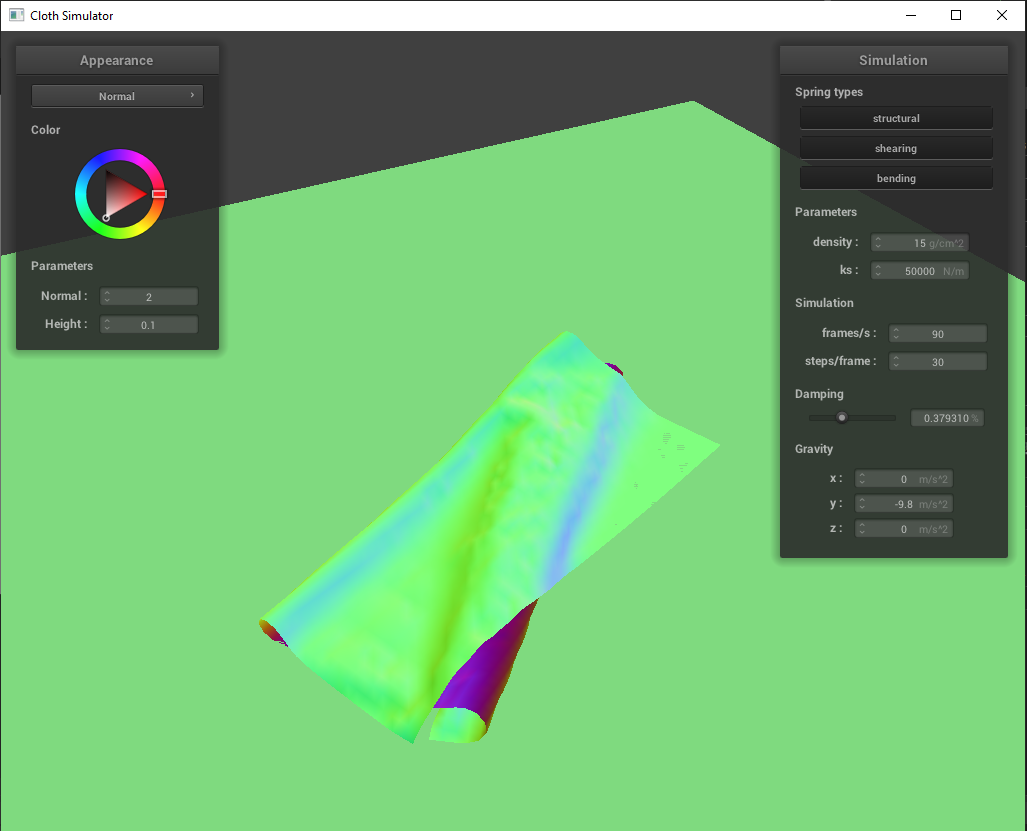 Cloth Simulator
Appearance
Normal
Color
Parameters
Normal :
2
Height :
0.1
Simulation
Spring types
structural
shearing
bending
Parameters
density :
15 g/cm^2
ks :
50000 N/m
Simulation
frames/s :
90
steps/frame :
30
Damping
0.379310 %
Gravity
x :
0 m/s^2
y :
-9.8 m/s^2
z :
0 m/s^2